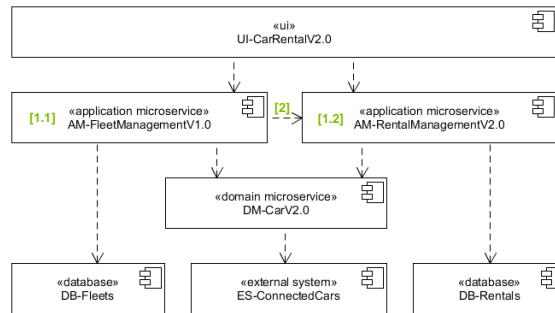 «ui»
UI-CarRentalV2.0
[1.1]
«application microservice»
AM-FleetManagementV1.0
[2]
[1.2]
«application microservice»
AM-RentalManagementV2.0
«domain microservice»
DM-CarV2.0
«database»
DB-Fleets
«external system»
ES-ConnectedCars
«database»
DB-Rentals